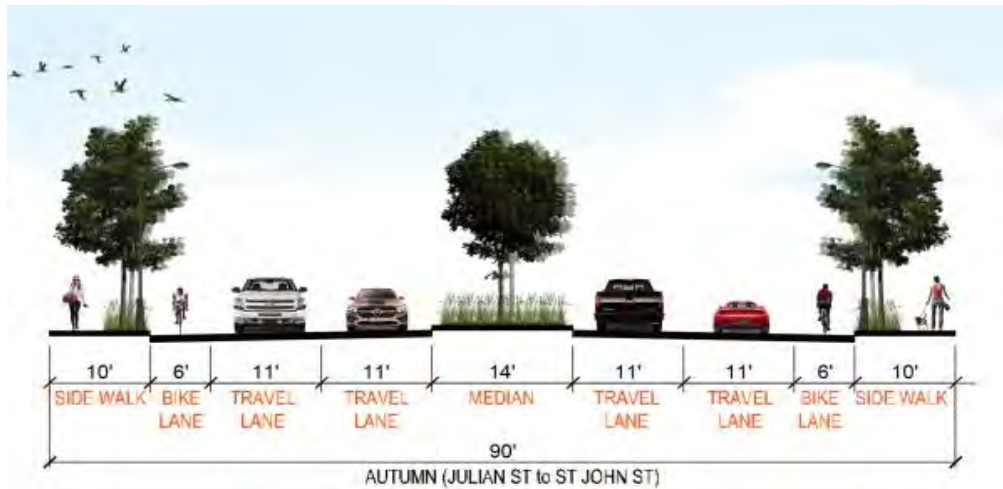 10' 6' 11' 11' 14' 11' 11' 6' 10'
SIDE WALK BIKE LANE TRAVEL LANE TRAVEL LANE MEDIAN TRAVEL LANE TRAVEL LANE BIKE LANE SIDE WALK
90'
AUTUMN (JULIAN ST to ST JOHN ST)